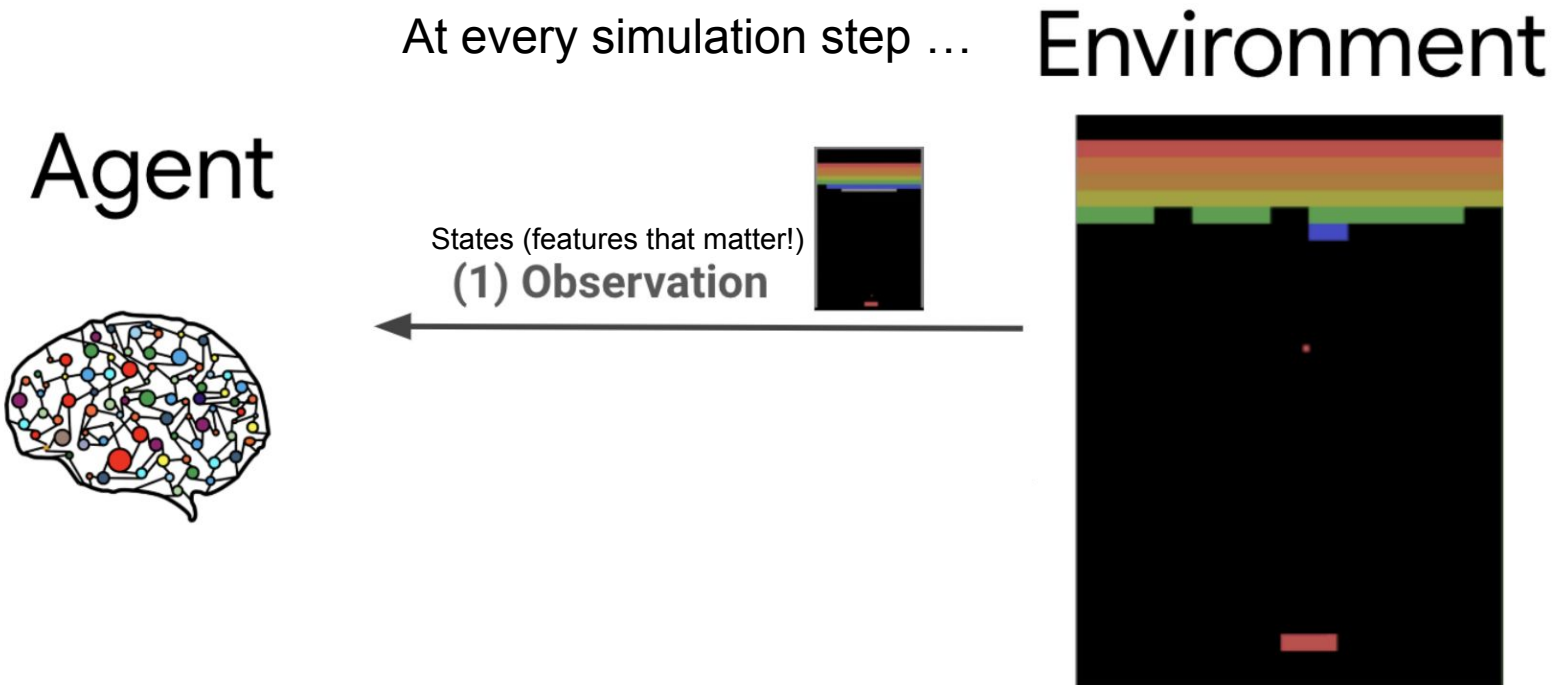 At every simulation step …
Environment
Agent
States (features that matter!)
(1) Observation